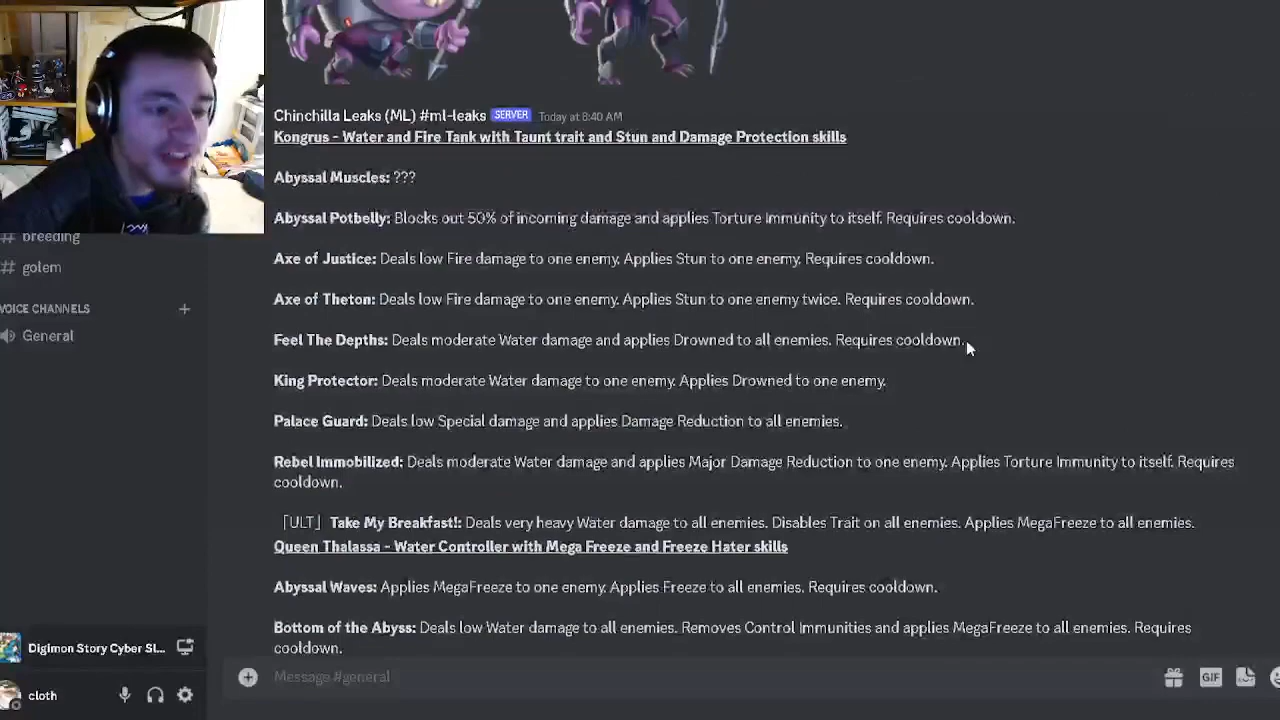 Chinchilla Leaks (ML) #ml-leaks SERVER Today at 8:40 AM
Kongrus - Water and Fire Tank with Taunt trait and Stun and Damage Protection skills
Abyssal Muscles: ???
Abyssal Potbelly: Blocks out 50% of incoming damage and applies Torture Immunity to itself. Requires cooldown.
Axe of Justice: Deals low Fire damage to one enemy. Applies Stun to one enemy. Requires cooldown.
Axe of Theton: Deals low Fire damage to one enemy. Applies Stun to one enemy twice. Requires cooldown.
Feel The Depths: Deals moderate Water damage and applies Drowned to all enemies. Requires cooldown.
King Protector: Deals moderate Water damage to one enemy. Applies Drowned to one enemy.
Palace Guard: Deals low Special damage and applies Damage Reduction to all enemies.
Rebel Immobilized: Deals moderate Water damage and applies Major Damage Reduction to one enemy. Applies Torture Immunity to itself. Requires
cooldown.
「ULT」 Take My Breakfast!: Deals very heavy Water damage to all enemies. Disables Trait on all enemies. Applies MegaFreeze to all enemies.
Queen Thalassa - Water Controller with Mega Freeze and Freeze Hater skills
Abyssal Waves: Applies MegaFreeze to one enemy. Applies Freeze to all enemies. Requires cooldown.
Bottom of the Abyss: Deals low Water damage to all enemies. Removes Control Immunities and applies MegaFreeze to all enemies. Requires
cooldown.
Message #general
GIF
# breeding
# golem
VOICE CHANNELS
General
Digimon Story Cyber Sl...
cloth